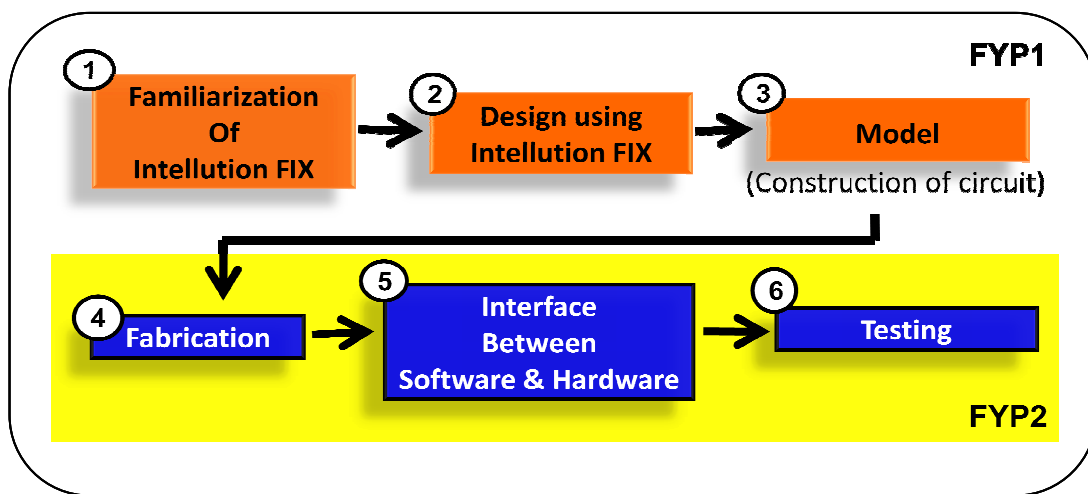 FYP1
1
Familiarization
Of
Intellution FIX
2
Design using
Intellution FIX
3
Model
(Construction of circuit)
4
Fabrication
5
Interface
Between
Software & Hardware
6
Testing
FYP2